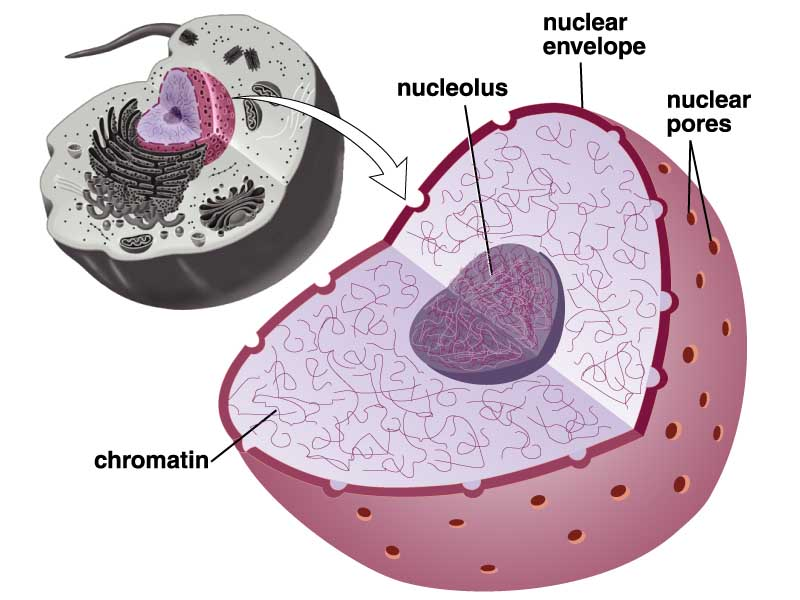 nuclear
envelope
nucleolus
nuclear
pores
chromatin